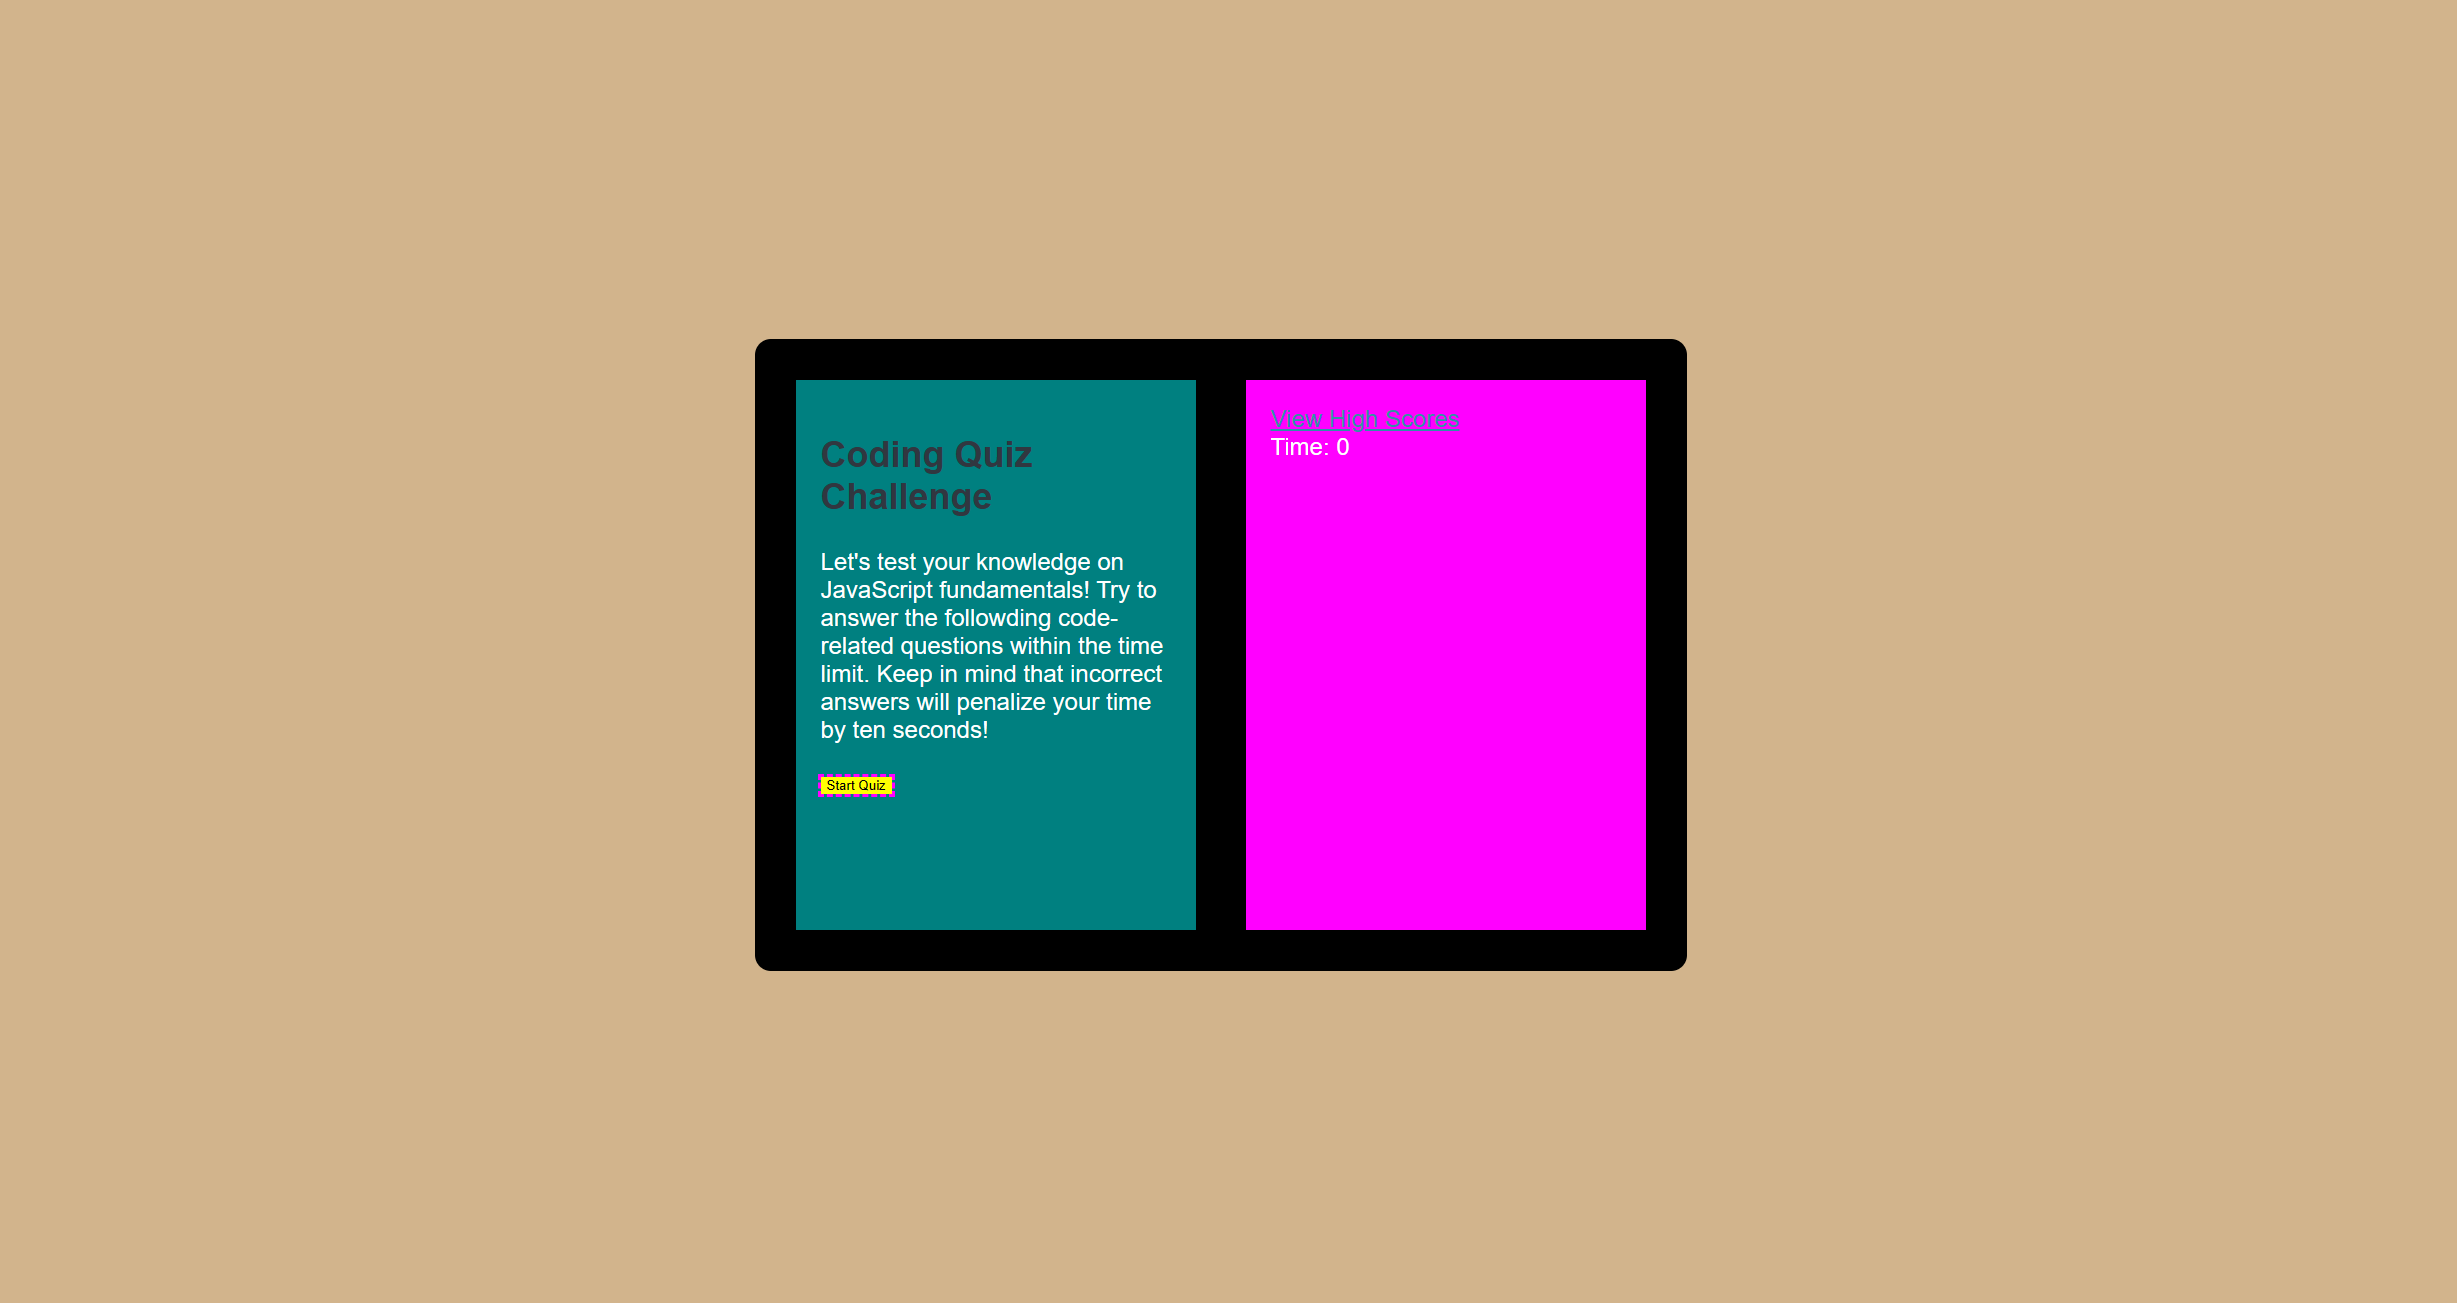 Coding Quiz
Challenge
Let's test your knowledge on
JavaScript fundamentals! Try to
answer the followding code-
related questions within the time
limit. Keep in mind that incorrect
answers will penalize your time
by ten seconds!
Start Quiz
View High Scores
Time: 0